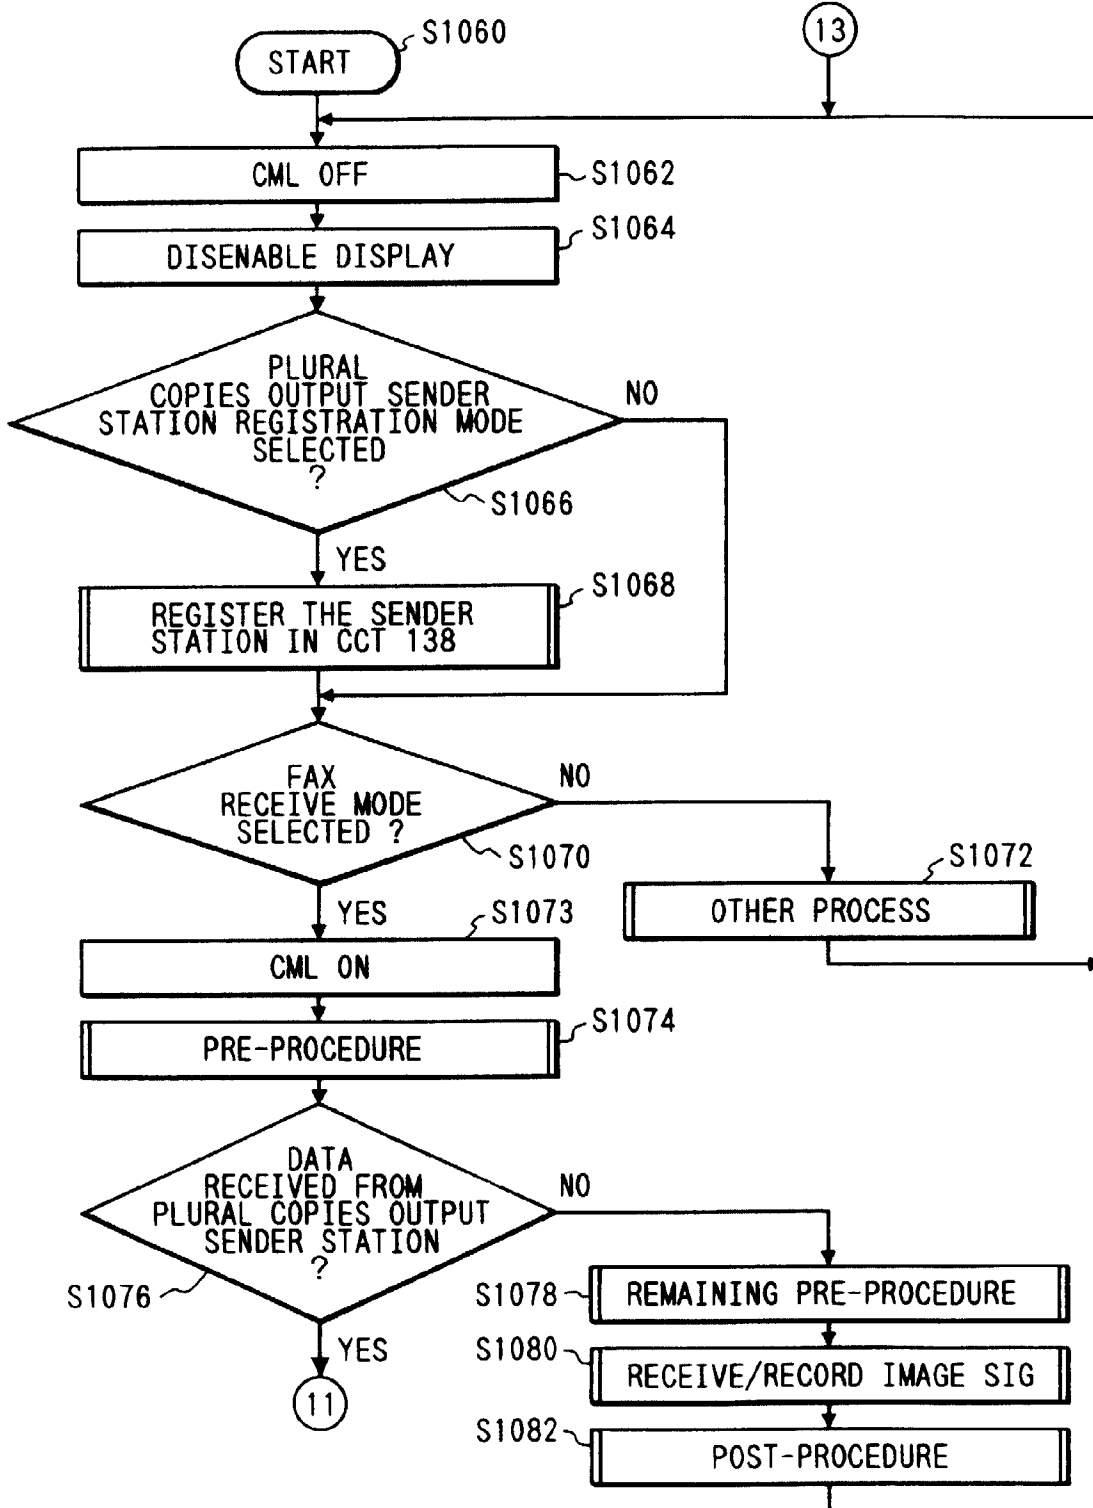 START
S1060
13
CML OFF
S1062
DISENABLE DISPLAY
S1064
PLURAL
COPIES OUTPUT SENDER
STATION REGISTRATION MODE
SELECTED
?
NO
S1066
YES
REGISTER THE SENDER
STATION IN CCT 138
S1068
FAX
RECEIVE MODE
SELECTED ?
NO
S1070
YES
S1072
OTHER PROCESS
S1073
CML ON
PRE-PROCEDURE
S1074
DATA
RECEIVED FROM
PLURAL COPIES OUTPUT
SENDER STATION
?
NO
S1076
YES
11
S1078
REMAINING PRE-PROCEDURE
S1080
RECEIVE/RECORD IMAGE SIG
S1082
POST-PROCEDURE